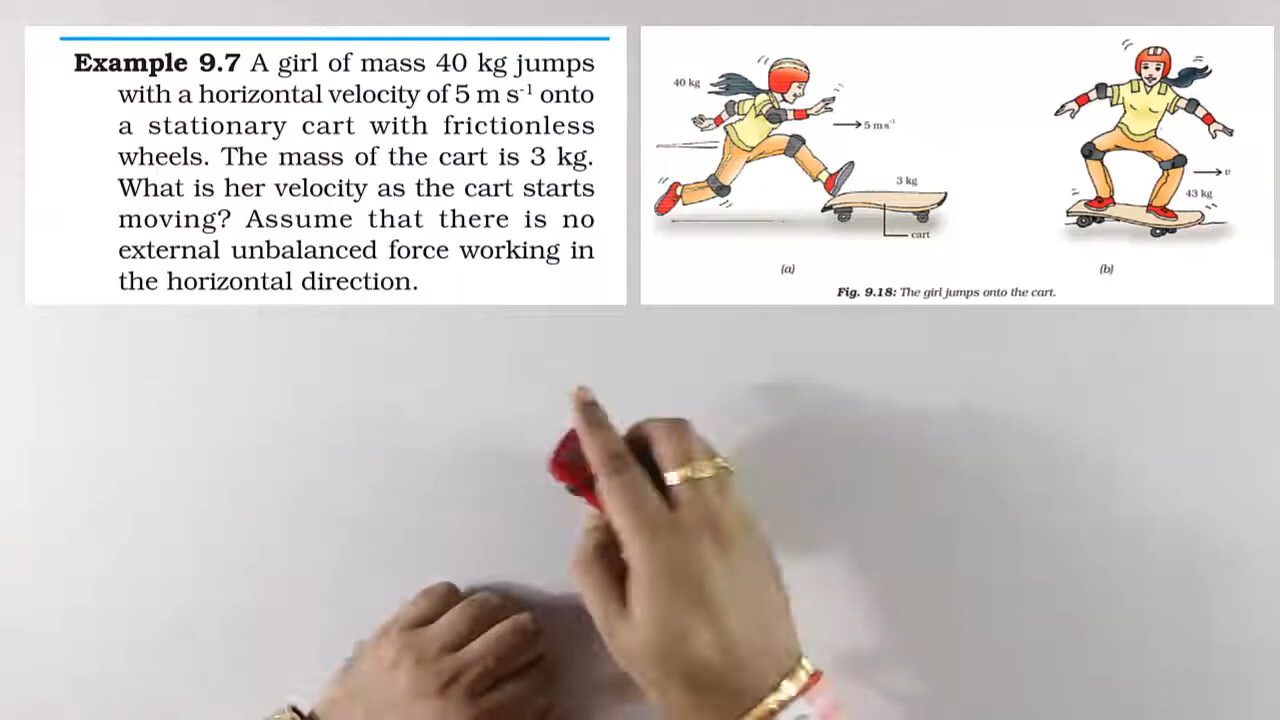 Example 9.7 A girl of mass 40 kg jumps
with a horizontal velocity of 5 m s-1 onto
a stationary cart with frictionless
wheels. The mass of the cart is 3 kg.
What is her velocity as the cart starts
moving? Assume that there is no
external unbalanced force working in
the horizontal direction.
40 kg
5 m s-1
3 kg
cart
(a)
v
43 kg
(b)
Fig. 9.18: The girl jumps onto the cart.